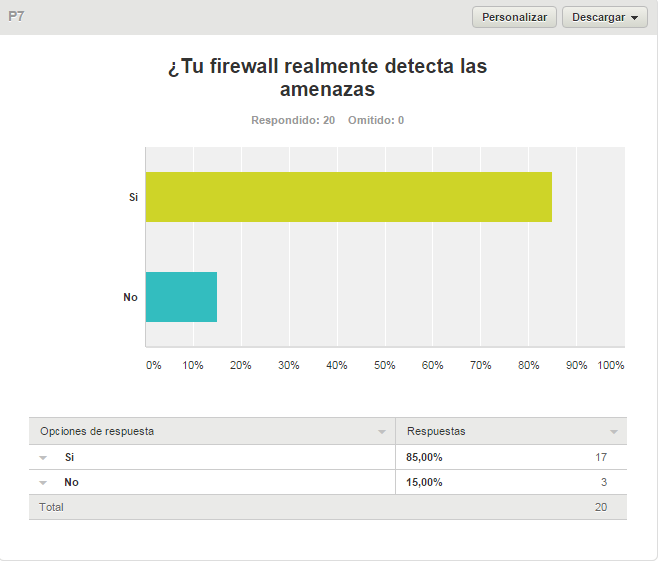 P7
Personalizar Descargar
¿Tu firewall realmente detecta las
amenazas
Respondido: 20 Omitido: 0
Si
No
0% 10% 20% 30% 40% 50% 60% 70% 80% 90% 100%
Opciones de respuesta Respuestas
Si 85,00% 17
No 15,00% 3
Total 20